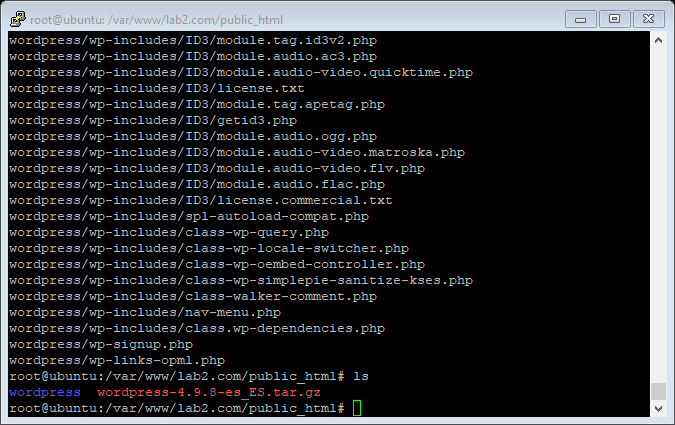 root@ubuntu: /var/www/lab2.com/public_html
wordpress/wp-includes/ID3/module.tag.id3v2.php
wordpress/wp-includes/ID3/module.audio.ac3.php
wordpress/wp-includes/ID3/module.audio-video.quicktime.php
wordpress/wp-includes/ID3/license.txt
wordpress/wp-includes/ID3/module.tag.apetag.php
wordpress/wp-includes/ID3/getid3.php
wordpress/wp-includes/ID3/module.audio.ogg.php
wordpress/wp-includes/ID3/module.audio-video.matroska.php
wordpress/wp-includes/ID3/module.audio-video.flv.php
wordpress/wp-includes/ID3/module.audio.flac.php
wordpress/wp-includes/ID3/license.commercial.txt
wordpress/wp-includes/spl-autoload-compat.php
wordpress/wp-includes/class-wp-query.php
wordpress/wp-includes/class-wp-locale-switcher.php
wordpress/wp-includes/class-wp-oembed-controller.php
wordpress/wp-includes/class-wp-simplepie-sanitize-kses.php
wordpress/wp-includes/class-walker-comment.php
wordpress/wp-includes/nav-menu.php
wordpress/wp-includes/class.wp-dependencies.php
wordpress/wp-signup.php
wordpress/wp-links-opml.php
root@ubuntu:/var/www/lab2.com/public_html# ls
wordpress  wordpress-4.9.8-es_ES.tar.gz
root@ubuntu:/var/www/lab2.com/public_html#